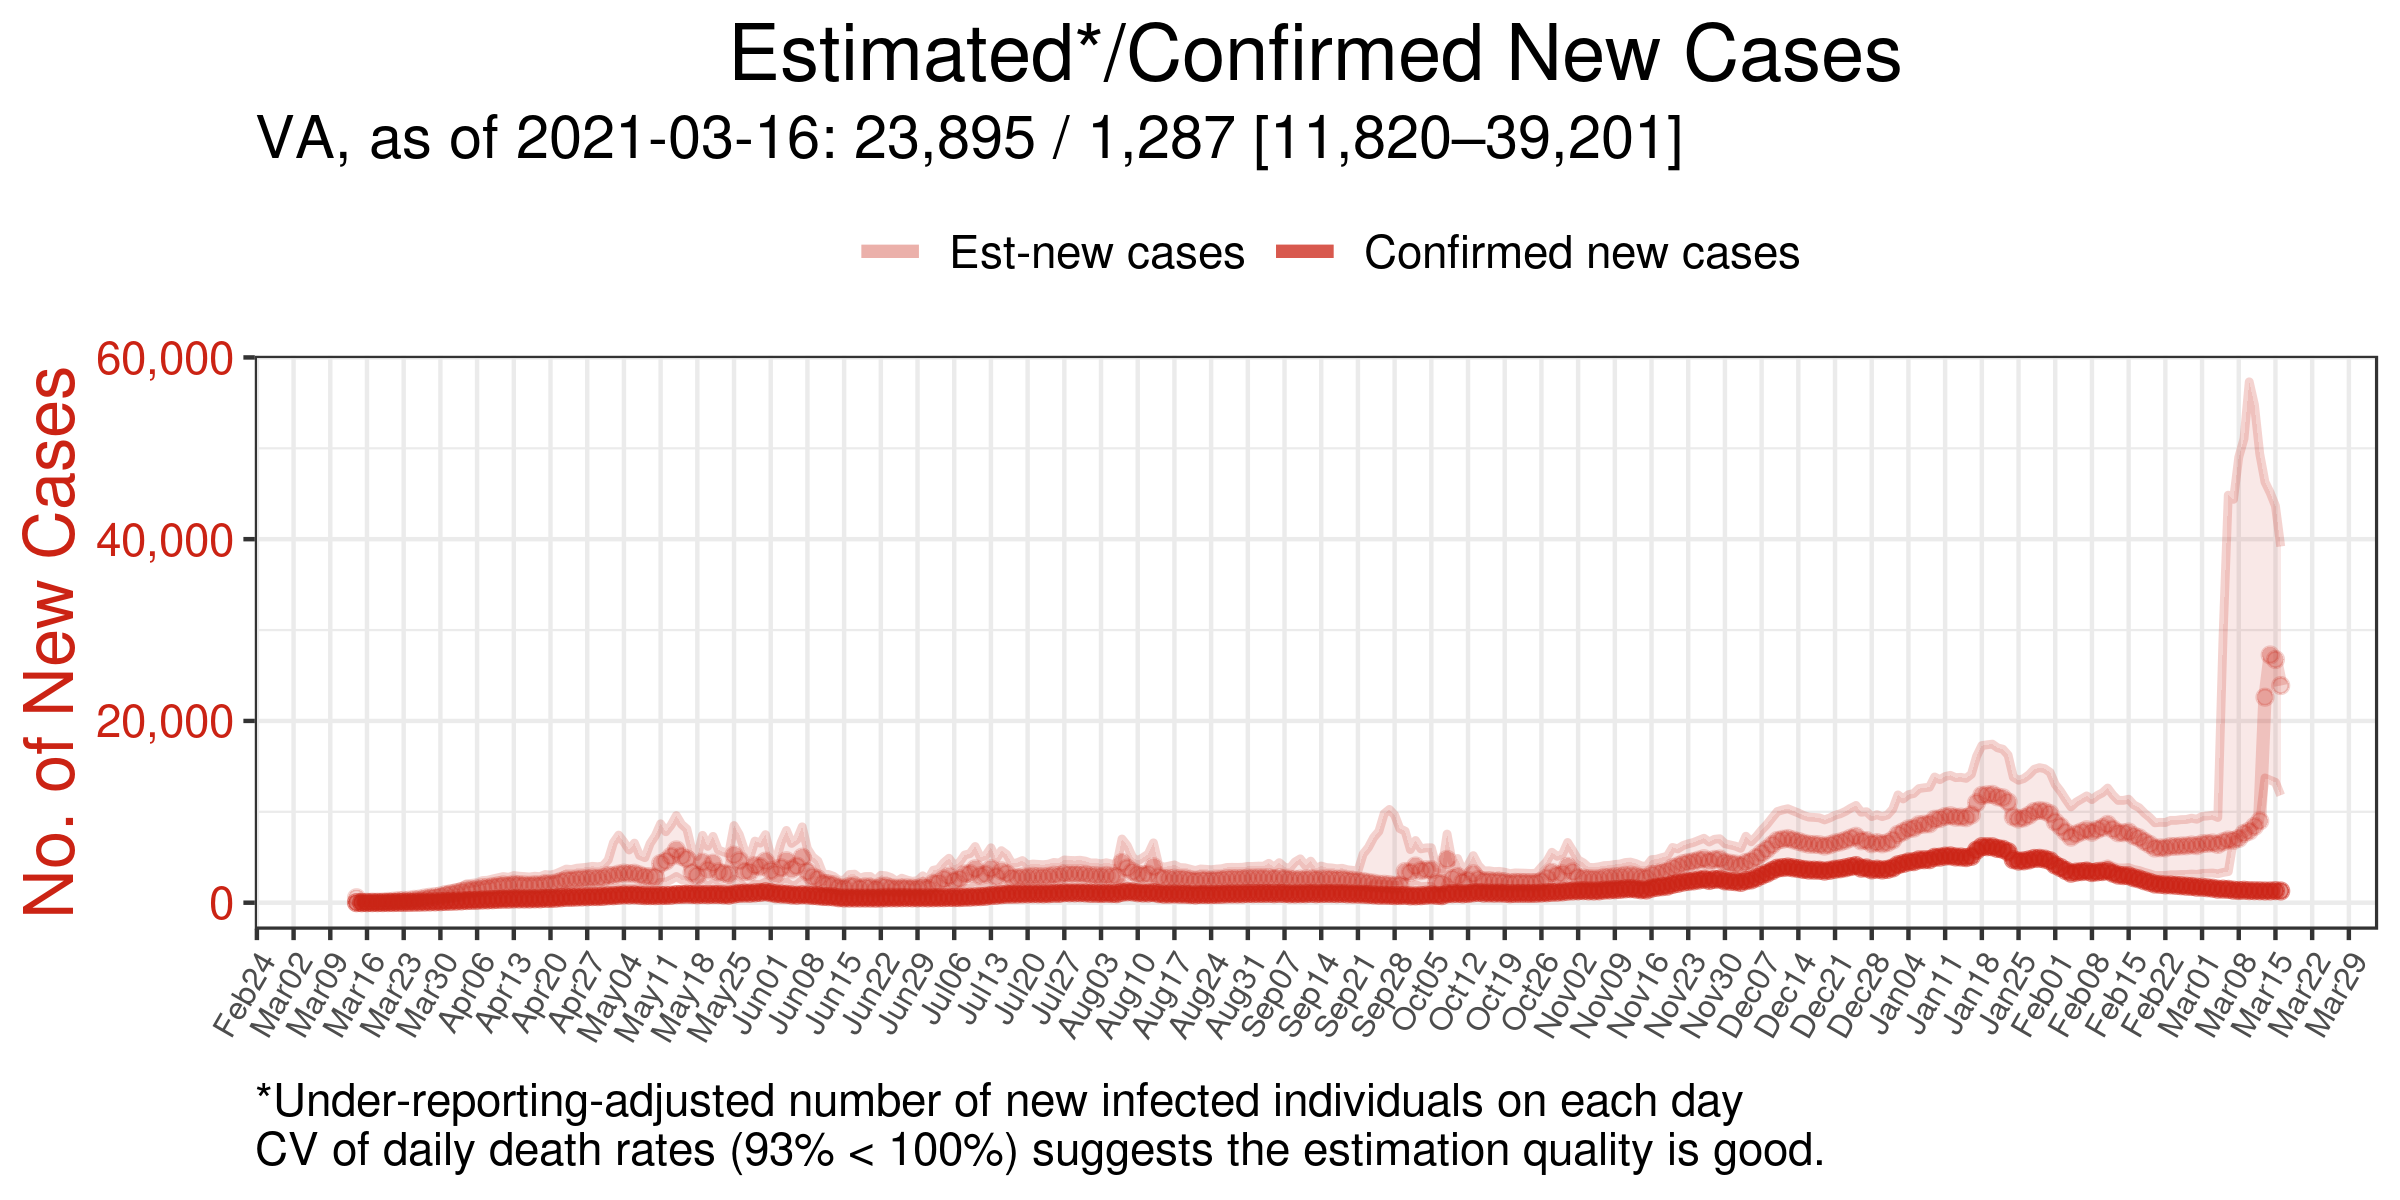 Estimated*/Confirmed New Cases
VA, as of 2021-03-16: 23,895 / 1,287 [11,820–39,201]
Est-new cases
Confirmed new cases
No. of New Cases
60,000
40,000
20,000
0
Feb24
Mar02
Mar09
Mar16
Mar23
Mar30
Apr06
Apr13
Apr20
Apr27
May04
May11
May18
May25
Jun01
Jun08
Jun15
Jun22
Jun29
Jul06
Jul13
Jul20
Jul27
Aug03
Aug10
Aug17
Aug24
Aug31
Sep07
Sep14
Sep21
Sep28
Oct05
Oct12
Oct19
Oct26
Nov02
Nov09
Nov16
Nov23
Nov30
Dec07
Dec14
Dec21
Dec28
Jan04
Jan11
Jan18
Jan25
Feb01
Feb08
Feb15
Feb22
Mar01
Mar08
Mar15
Mar22
Mar29
*Under-reporting-adjusted number of new infected individuals on each day
CV of daily death rates (93% < 100%) suggests the estimation quality is good.